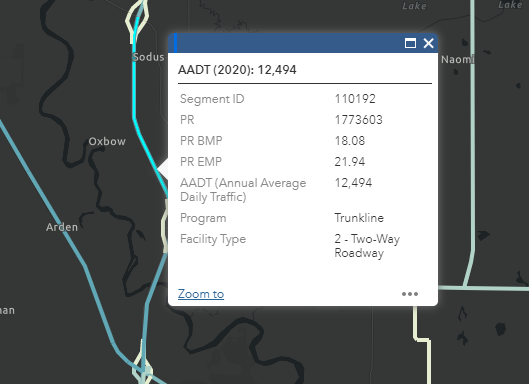 Lake
Lake
Sodus
Naomi
Oxbow
Arden
AADT (2020): 12,494
Segment ID 110192
PR 1773603
PR BMP 18.08
PR EMP 21.94
AADT (Annual Average 12,494
Daily Traffic)
Program Trunkline
Facility Type 2 - Two-Way
Roadway
Zoom to